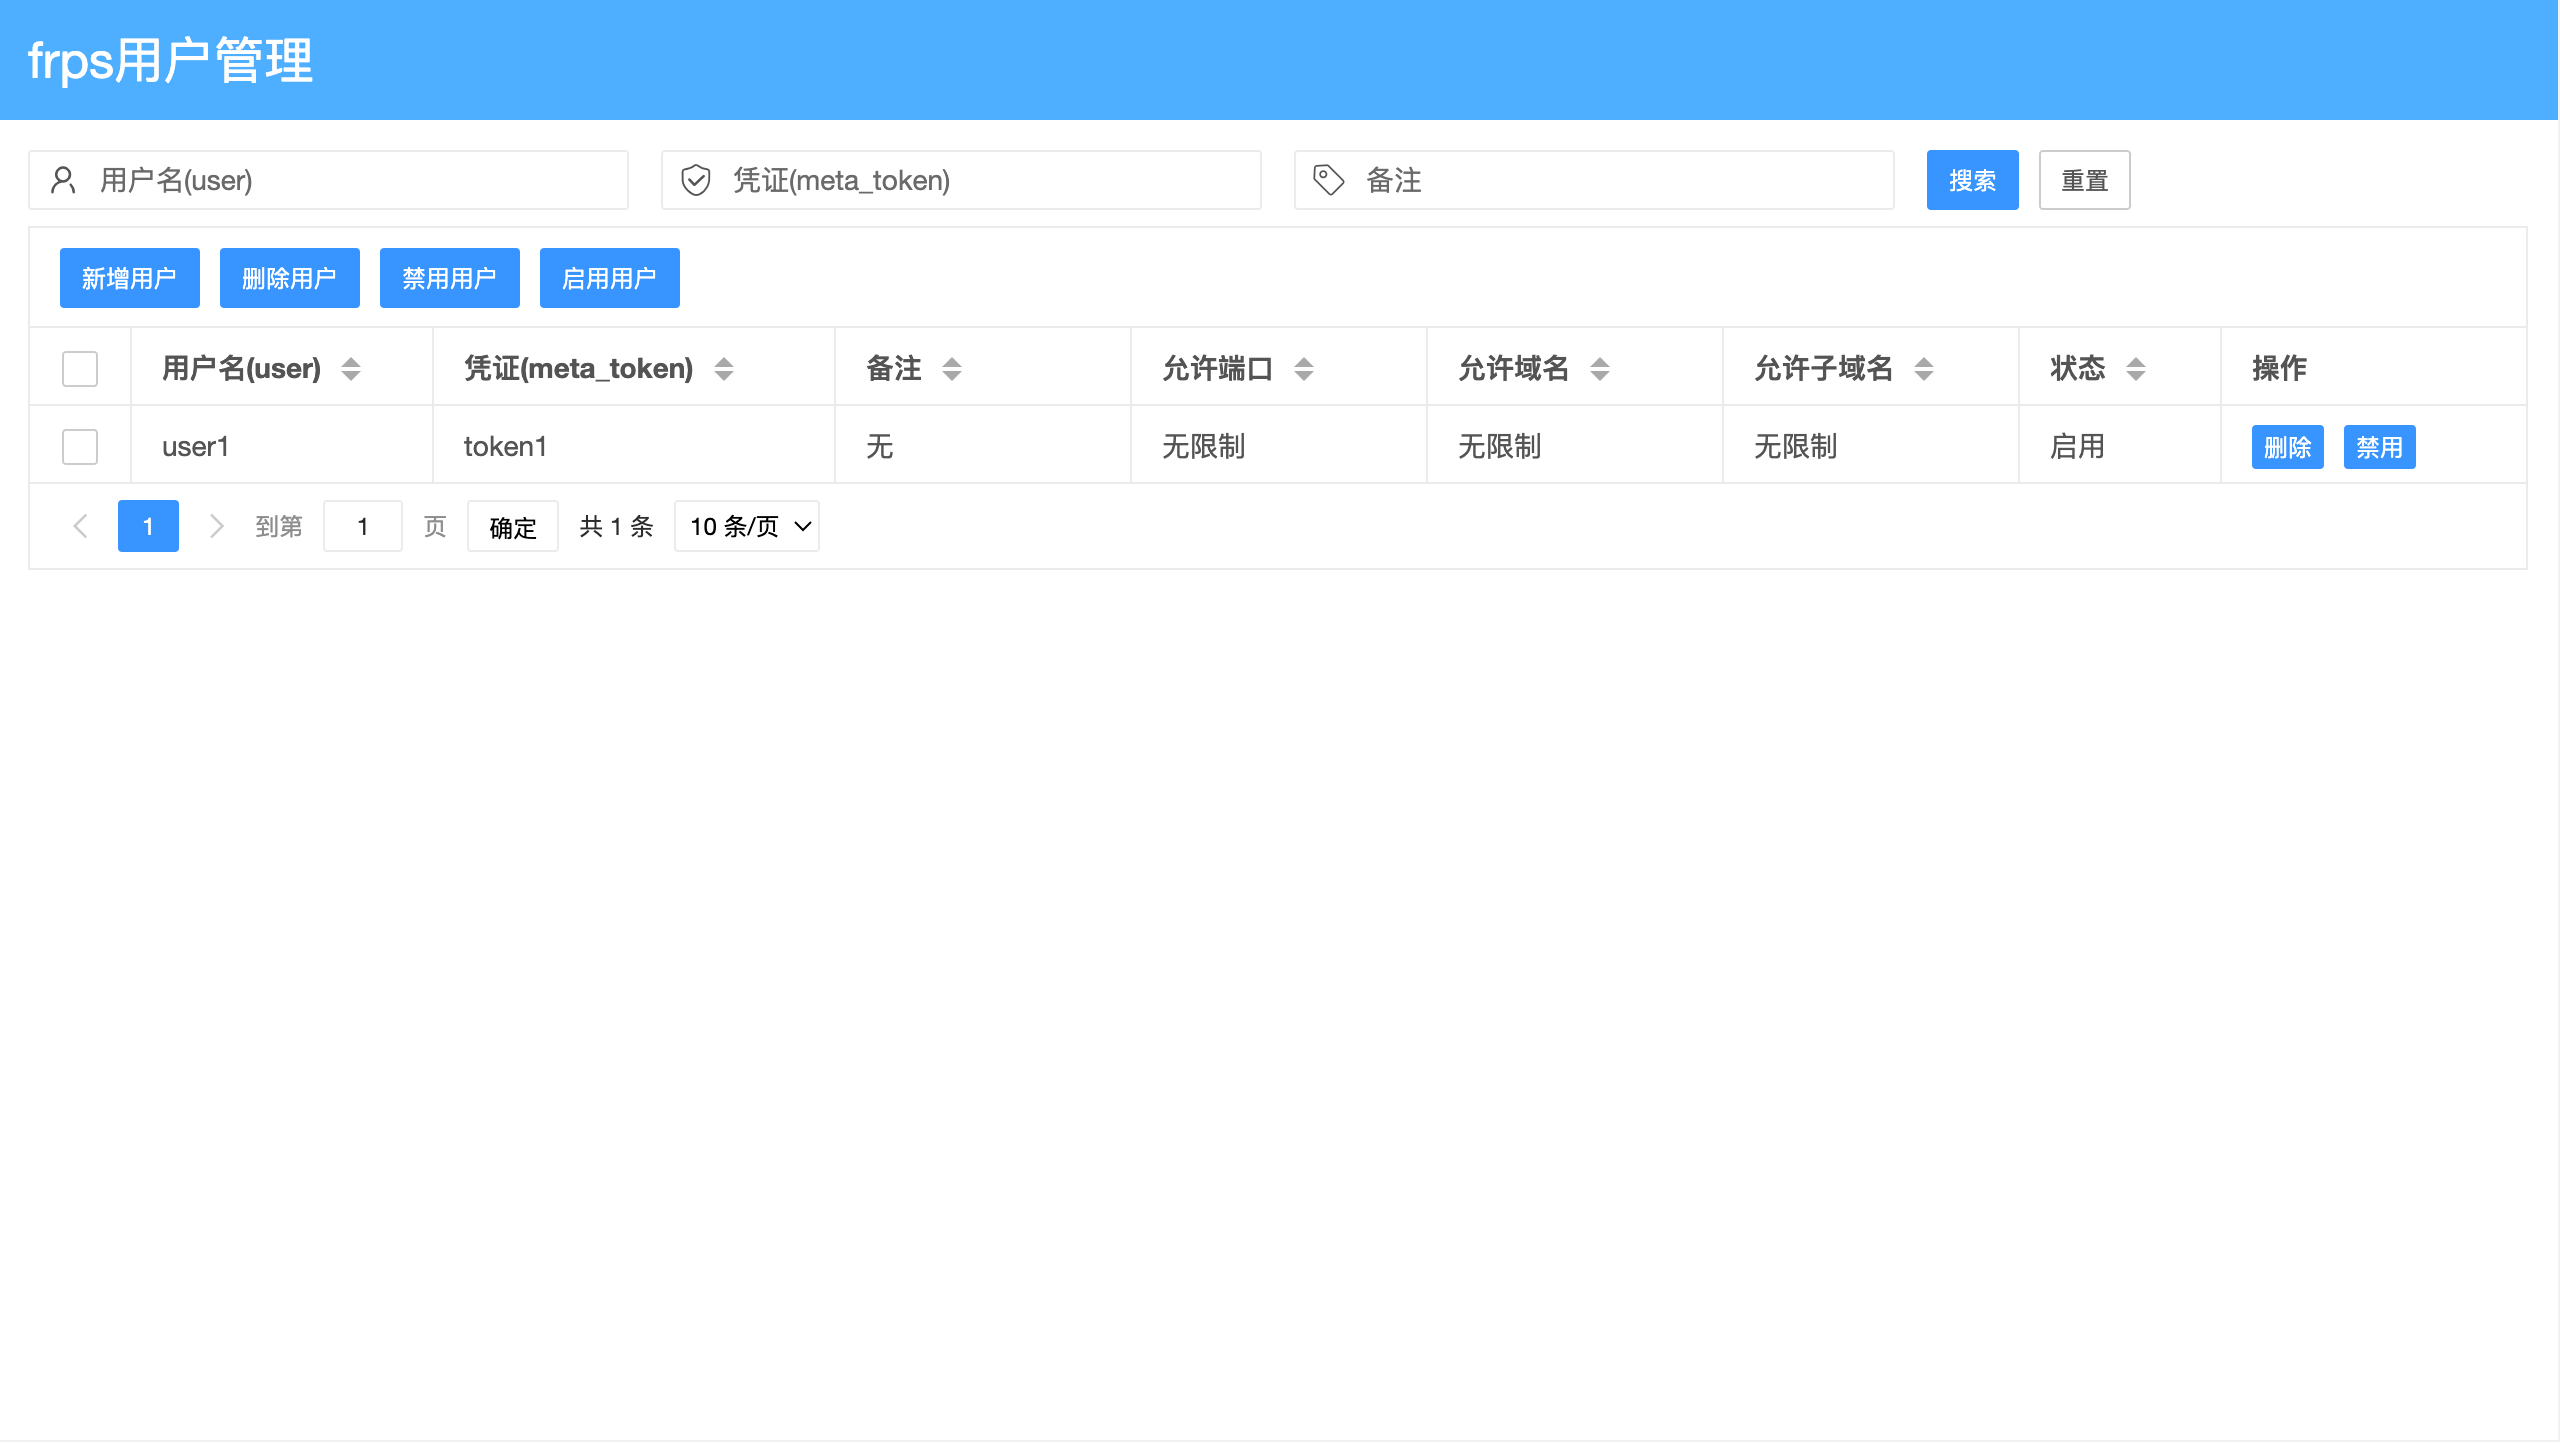 frps用户管理
用户名(user) 凭证(meta_token) 备注 搜索 重置
新增用户 删除用户 禁用用户 启用用户
用户名(user) 凭证(meta_token) 备注 允许端口 允许域名 允许子域名 状态 操作
user1 token1 无 无限制 无限制 无限制 启用 删除 禁用
1 到第 1 页 确定 共 1 条 10 条/页